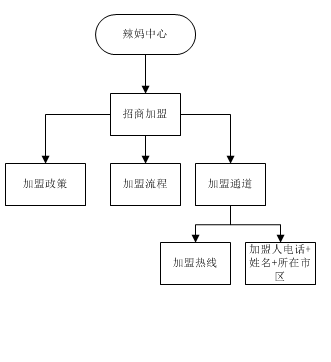 辣妈中心
招商加盟
加盟政策
加盟流程
加盟通道
加盟热线
加盟人电话+
姓名+所在市
区